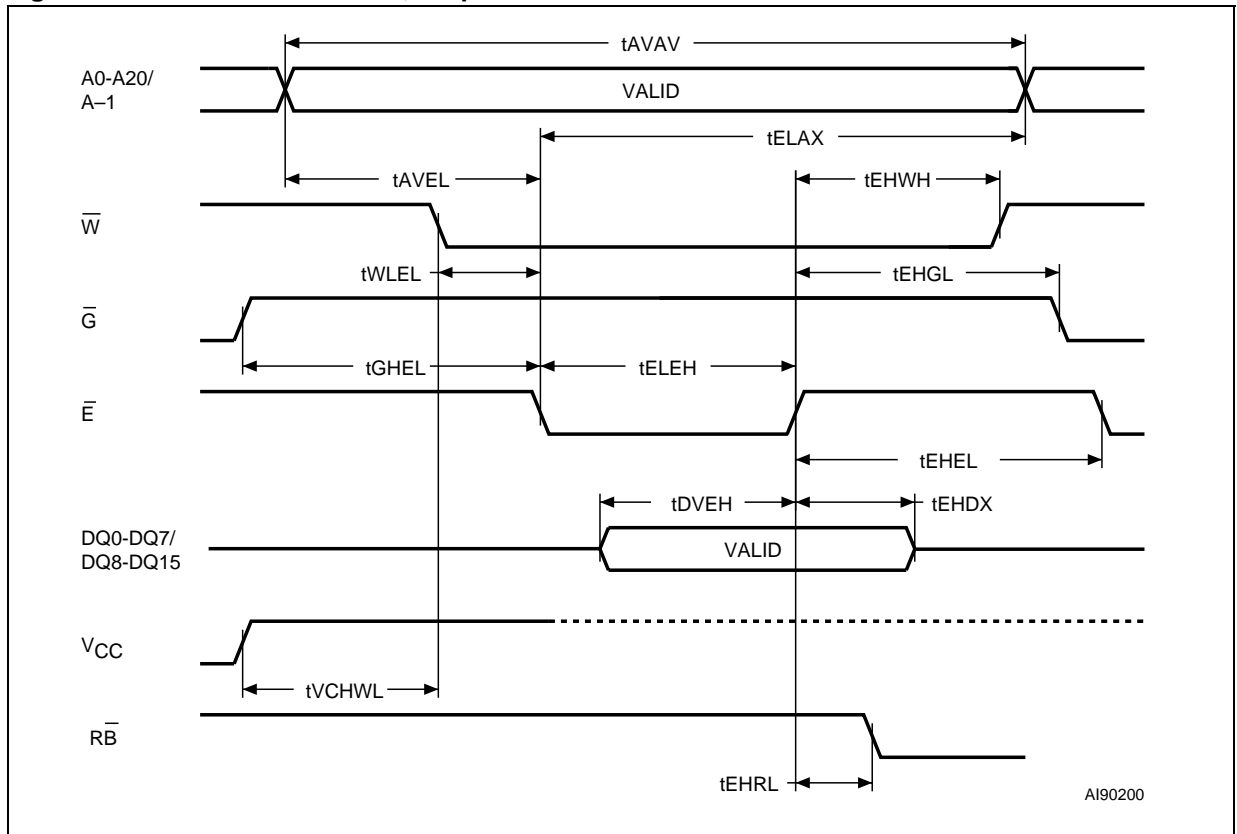 tAVAV
A0-A20/
A–1
VALID
tELAX
tAVEL
tEHWH
W̅
tWLEL
tEHGL
G̅
tGHEL
tELEH
E̅
tEHEL
tDVEH
tEHDX
DQ0-DQ7/
DQ8-DQ15
VALID
VCC
tVCHWL
RB̅
tEHRL
AI90200